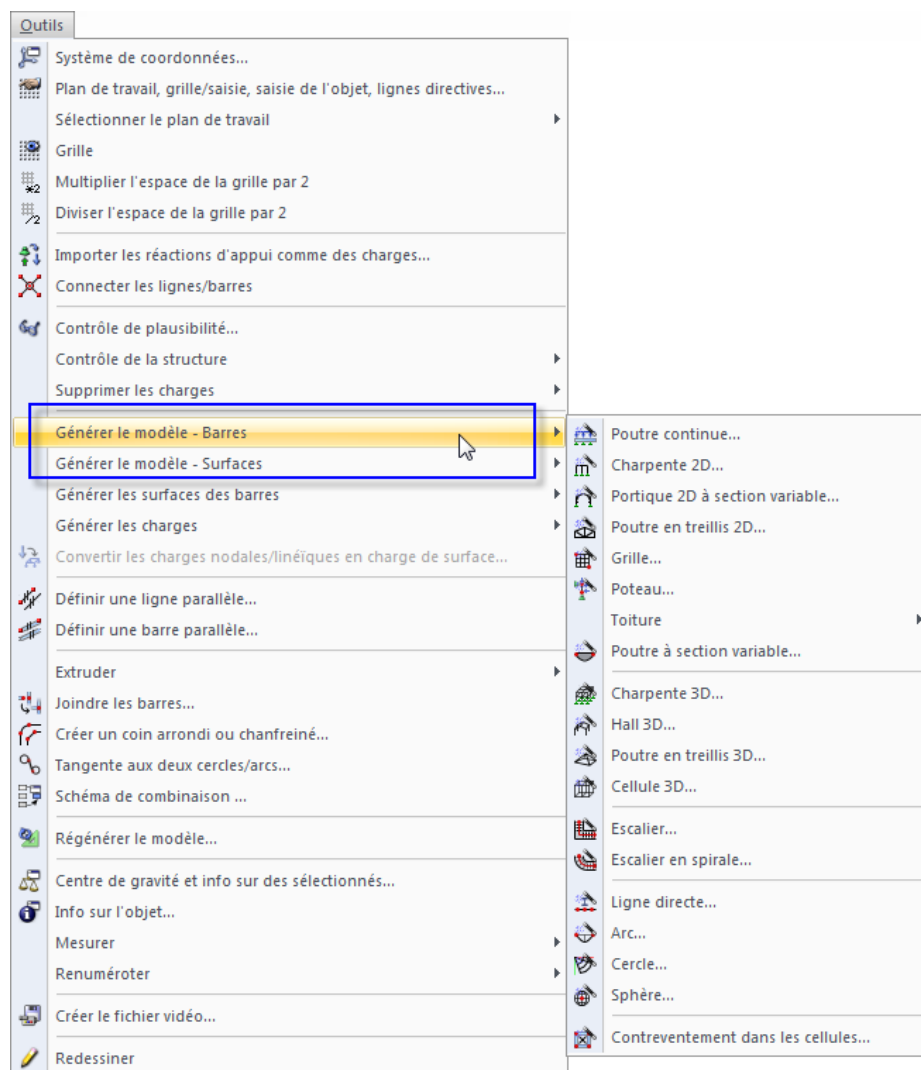 Outils
Système de coordonnées...
Plan de travail, grille/saisie, saisie de l'objet, lignes directives...
Sélectionner le plan de travail
Grille
Multiplier l'espace de la grille par 2
Diviser l'espace de la grille par 2
Importer les réactions d'appui comme des charges...
Connecter les lignes/barres
Contrôle de plausibilité...
Contrôle de la structure
Supprimer les charges
Générer le modèle - Barres
Générer le modèle - Surfaces
Générer les surfaces des barres
Générer les charges
Convertir les charges nodales/linéïques en charge de surface...
Définir une ligne parallèle...
Définir une barre parallèle...
Extruder
Joindre les barres...
Créer un coin arrondi ou chanfreiné...
Tangente aux deux cercles/arcs...
Schéma de combinaison ...
Régénérer le modèle...
Centre de gravité et info sur des sélectionnés...
Info sur l'objet...
Mesurer
Renuméroter
Créer le fichier vidéo...
Redessiner
Poutre continue...
Charpente 2D...
Portique 2D à section variable...
Poutre en treillis 2D...
Grille...
Poteau...
Toiture
Poutre à section variable...
Charpente 3D...
Hall 3D...
Poutre en treillis 3D...
Cellule 3D...
Escalier...
Escalier en spirale...
Ligne directe...
Arc...
Cercle...
Sphère...
Contreventement dans les cellules...